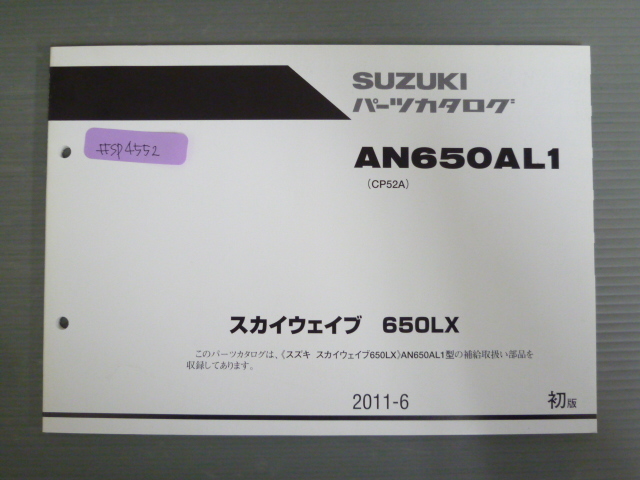 SUZUKI
パーツカタログ
#SP4552
AN650AL1
(CP52A)
スカイウェイブ 650LX
このパーツカタログは、《スズキ スカイウェイブ650LX》AN650AL1型の補給取扱い部品を
収録してあります。
2011-6
初版